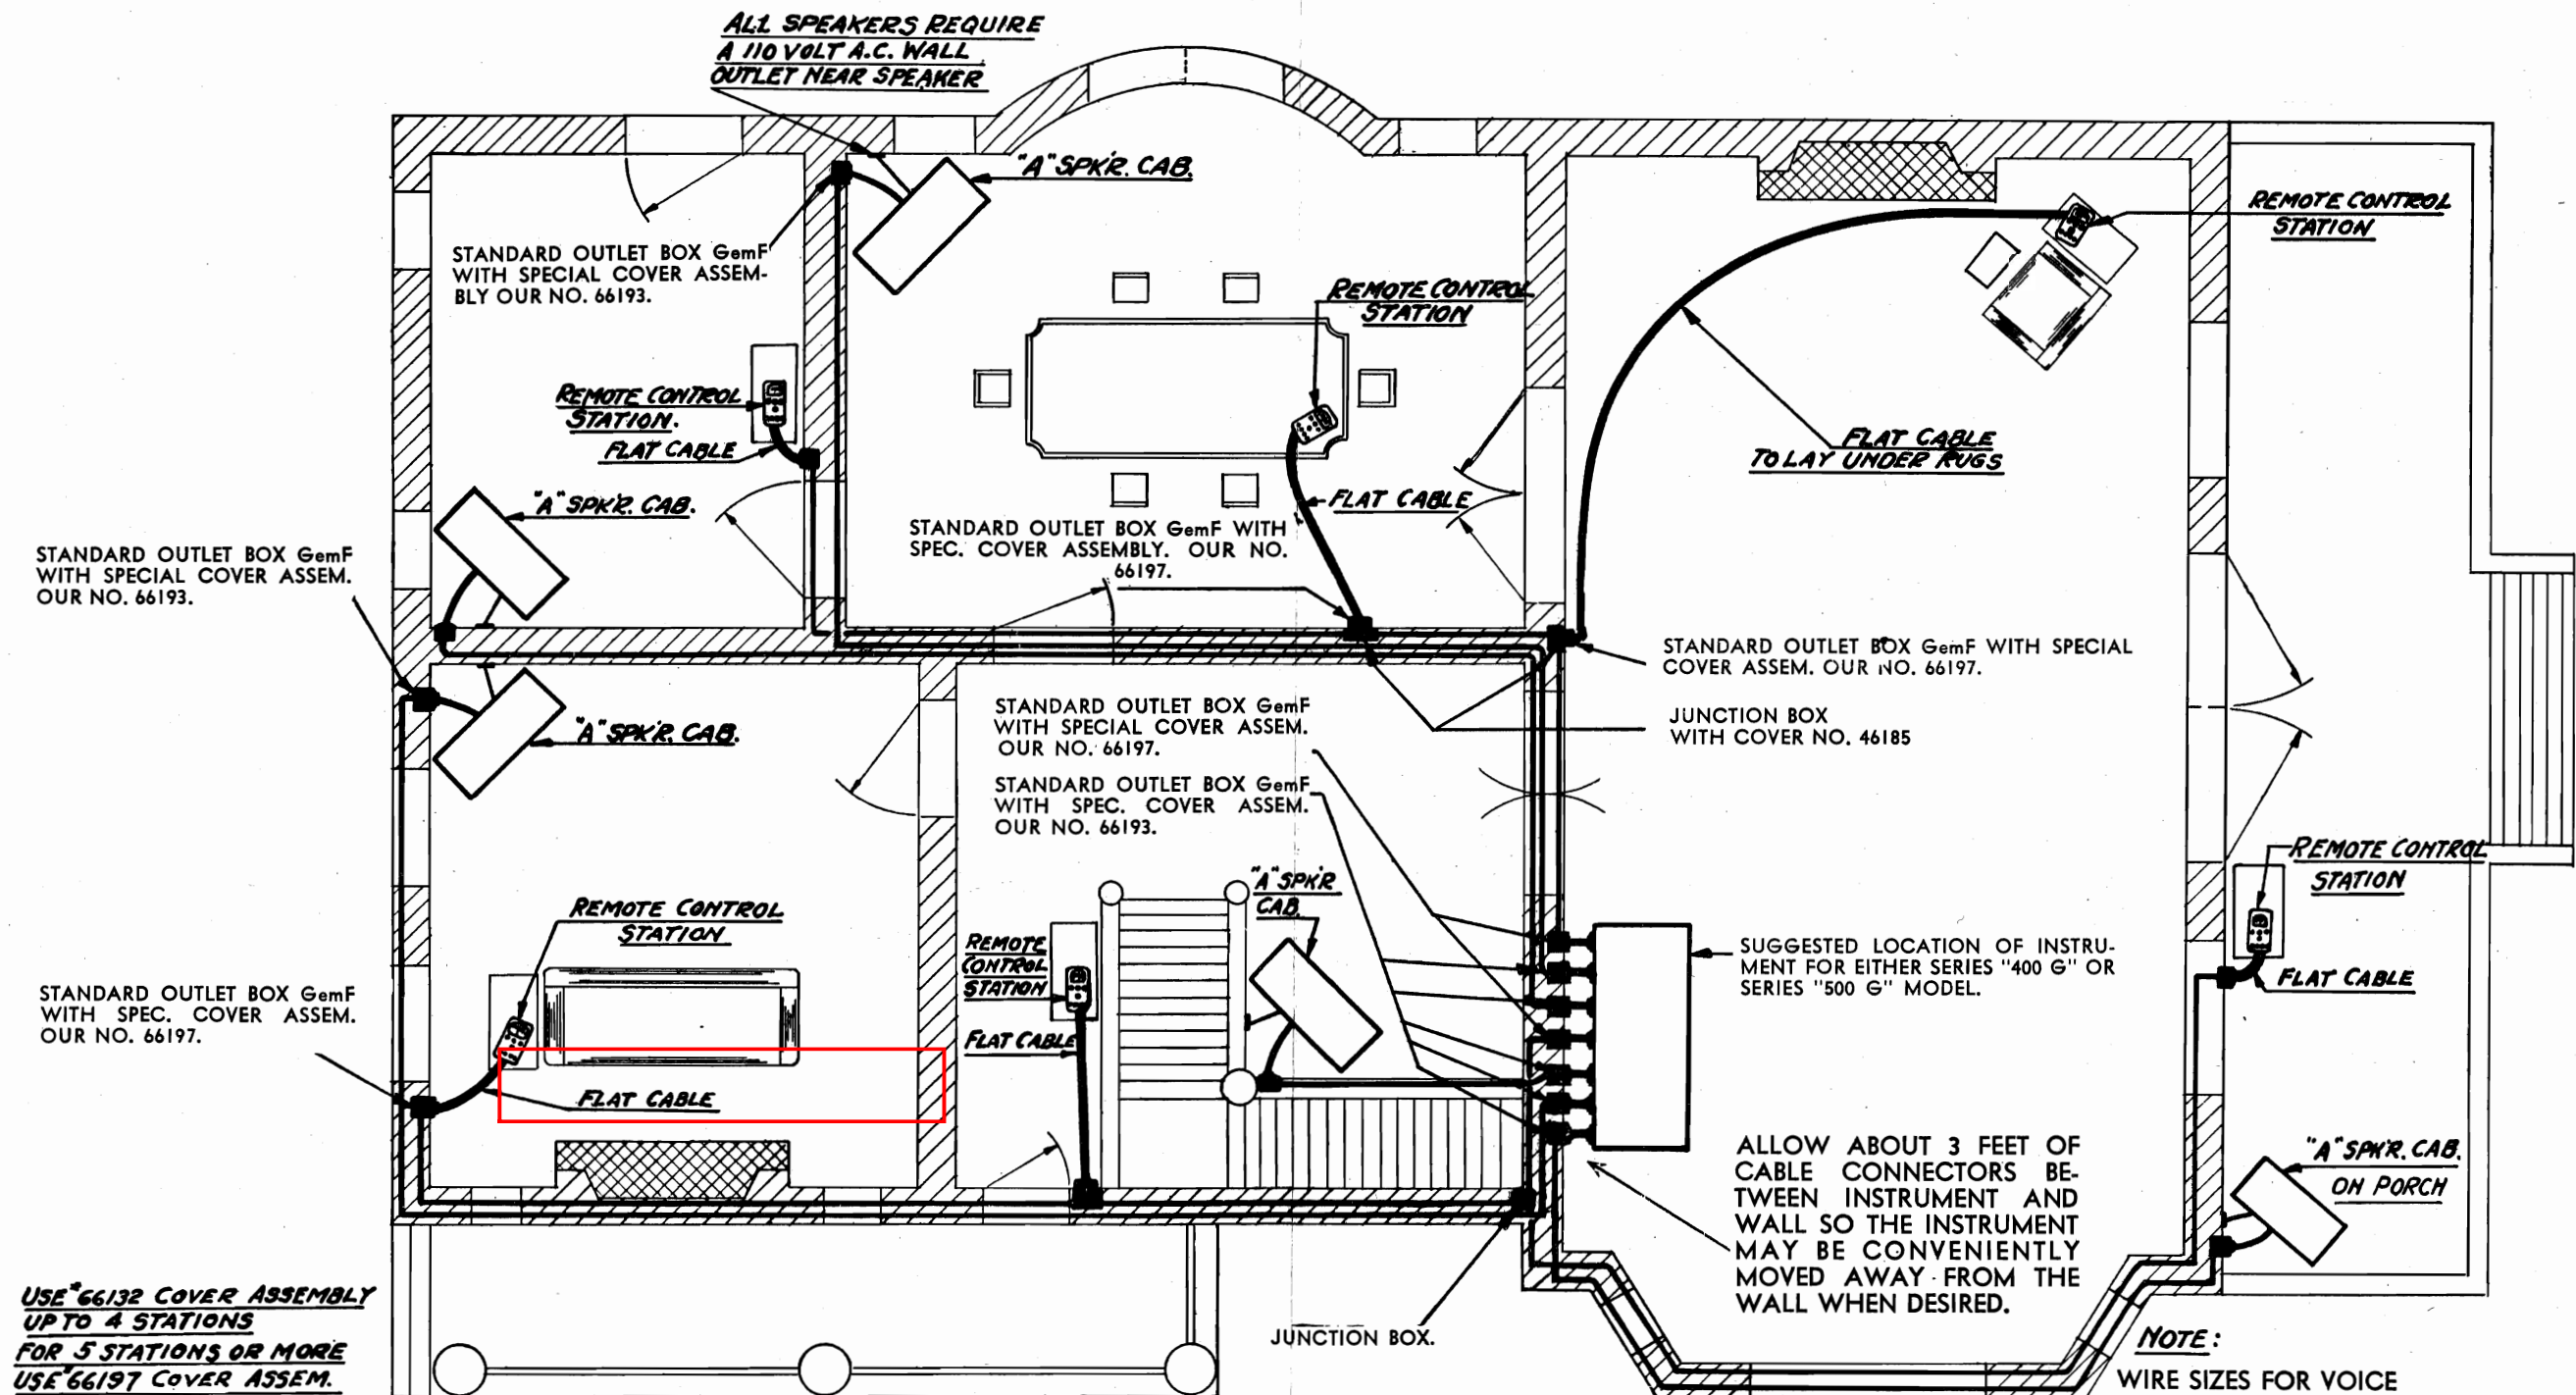 ALL SPEAKERS REQUIRE
A 110 VOLT A.C. WALL
OUTLET NEAR SPEAKER
"A" SPK'R. CAB.
STANDARD OUTLET BOX GemF
WITH SPECIAL COVER ASSEM-
BLY OUR NO. 66193.
REMOTE CONTROL
STATION
REMOTE CONTROL
STATION
REMOTE CONTROL
STATION.
FLAT CABLE
FLAT CABLE
TO LAY UNDER RUGS
"A" SPK'R. CAB.
FLAT CABLE
STANDARD OUTLET BOX GemF WITH
SPEC. COVER ASSEMBLY. OUR NO.
66197.
STANDARD OUTLET BOX GemF
WITH SPECIAL COVER ASSEM.
OUR NO. 66193.
STANDARD OUTLET BOX GemF WITH SPECIAL
COVER ASSEM. OUR NO. 66197.
"A" SPK'R. CAB.
STANDARD OUTLET BOX GemF
WITH SPECIAL COVER ASSEM.
OUR NO. 66197.
JUNCTION BOX
WITH COVER NO. 46185
STANDARD OUTLET BOX GemF
WITH SPEC. COVER ASSEM.
OUR NO. 66193.
REMOTE CONTROL
STATION
"A" SPK'R
CAB.
REMOTE CONTROL
STATION
REMOTE
CONTROL
STATION
SUGGESTED LOCATION OF INSTRU-
MENT FOR EITHER SERIES "400 G" OR
SERIES "500 G" MODEL.
FLAT CABLE
STANDARD OUTLET BOX GemF
WITH SPEC. COVER ASSEM.
OUR NO. 66197.
FLAT CABLE
FLAT CABLE
ALLOW ABOUT 3 FEET OF
CABLE CONNECTORS BE-
TWEEN INSTRUMENT AND
WALL SO THE INSTRUMENT
MAY BE CONVENIENTLY
MOVED AWAY FROM THE
WALL WHEN DESIRED.
"A" SPK'R. CAB.
ON PORCH
USE #66132 COVER ASSEMBLY
UP TO 4 STATIONS
FOR 5 STATIONS OR MORE
USE #66197 COVER ASSEM.
JUNCTION BOX.
NOTE:
WIRE SIZES FOR VOICE